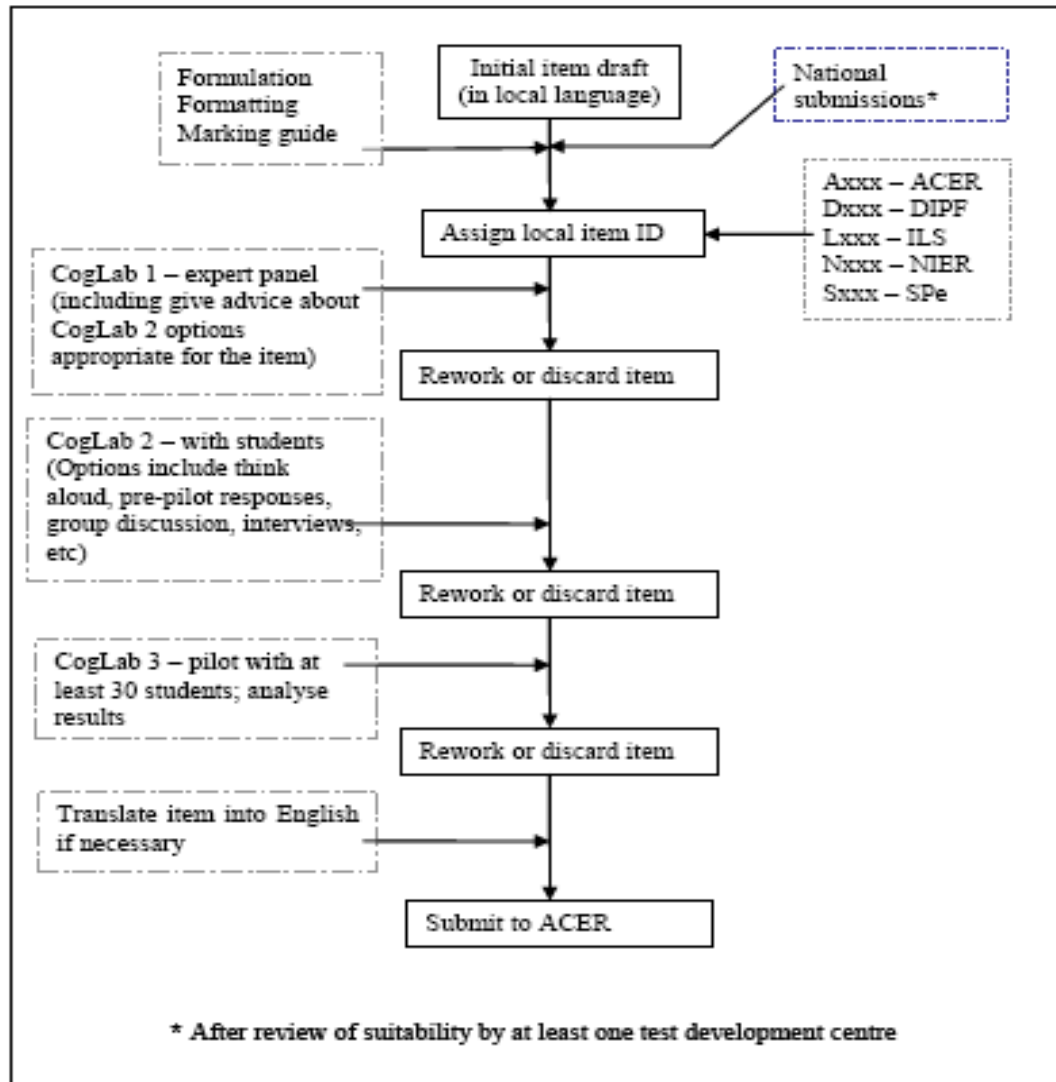 Initial item draft
(in local language)
Formulation
Formatting
Marking guide
National
submissions*
Axxx – ACER
Dxxx – DIPF
Lxxx – ILS
Nxxx – NIER
Sxxx – SPe
Assign local item ID
CogLab 1 – expert panel
(including give advice about
CogLab 2 options
appropriate for the item)
Rework or discard item
CogLab 2 – with students
(Options include think
aloud, pre-pilot responses,
group discussion, interviews,
etc)
Rework or discard item
CogLab 3 – pilot with at
least 30 students; analyse
results
Rework or discard item
Translate item into English
if necessary
Submit to ACER
* After review of suitability by at least one test development centre